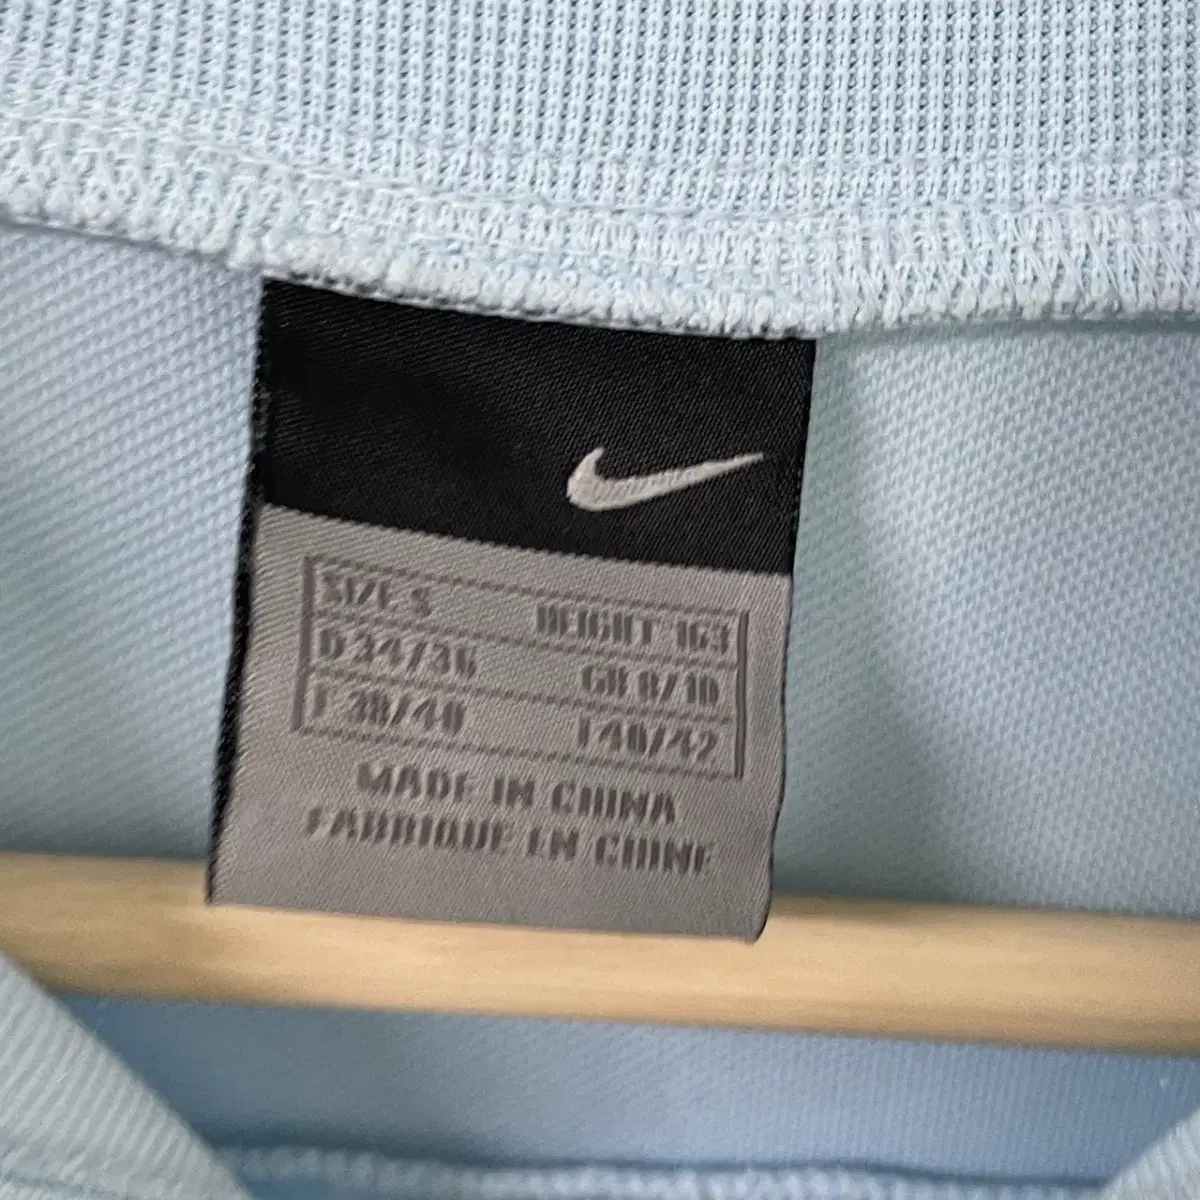 SIZE S HEIGHT 163
D 34/36 GB 8/10
F 38/40 I 40/42
MADE IN CHINA
FABRIQUE EN CHINE